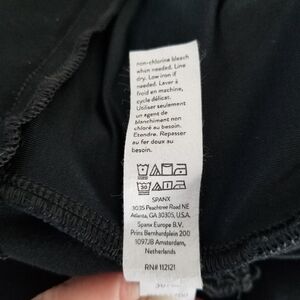 non-chlorine bleach
when needed. Line
dry. Low iron if
needed. Laver à
froid en machine,
cycle délicat.
Utiliser seulement
un agent de
blanchiment non
chloré au besoin.
Étendre. Repasser
au fer doux au
besoin.
30
SPANX
3035 Peachtree Road NE
Atlanta, GA 30305, U.S.A.
Spanx Europe B.V.
Prins Bernhardplein 200
1097JB Amsterdam,
Netherlands
RN# 112121